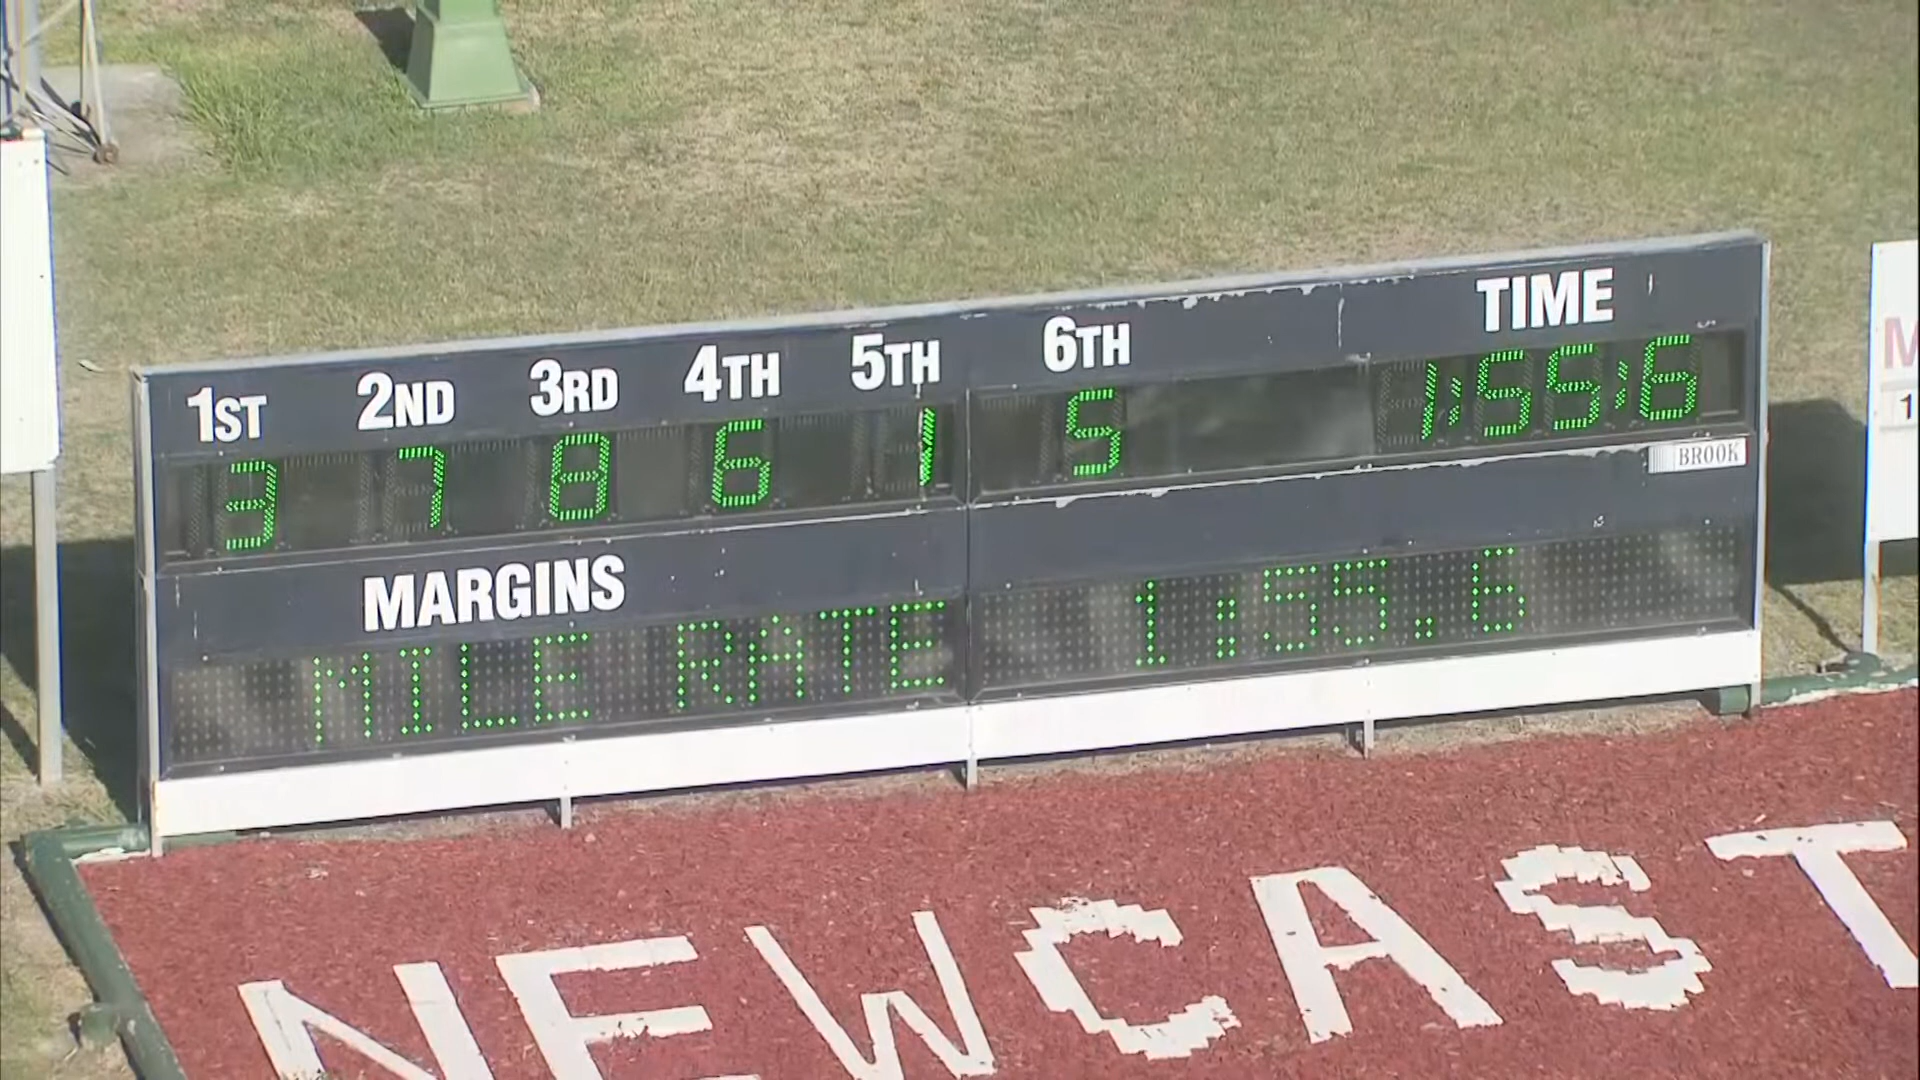 1ST 2ND 3RD 4TH 5TH 6TH TIME
3 7 8 6 1 5 1:55:6
BROOK
MARGINS
MILE RATE 1:55.6
NEWCAST
M
1